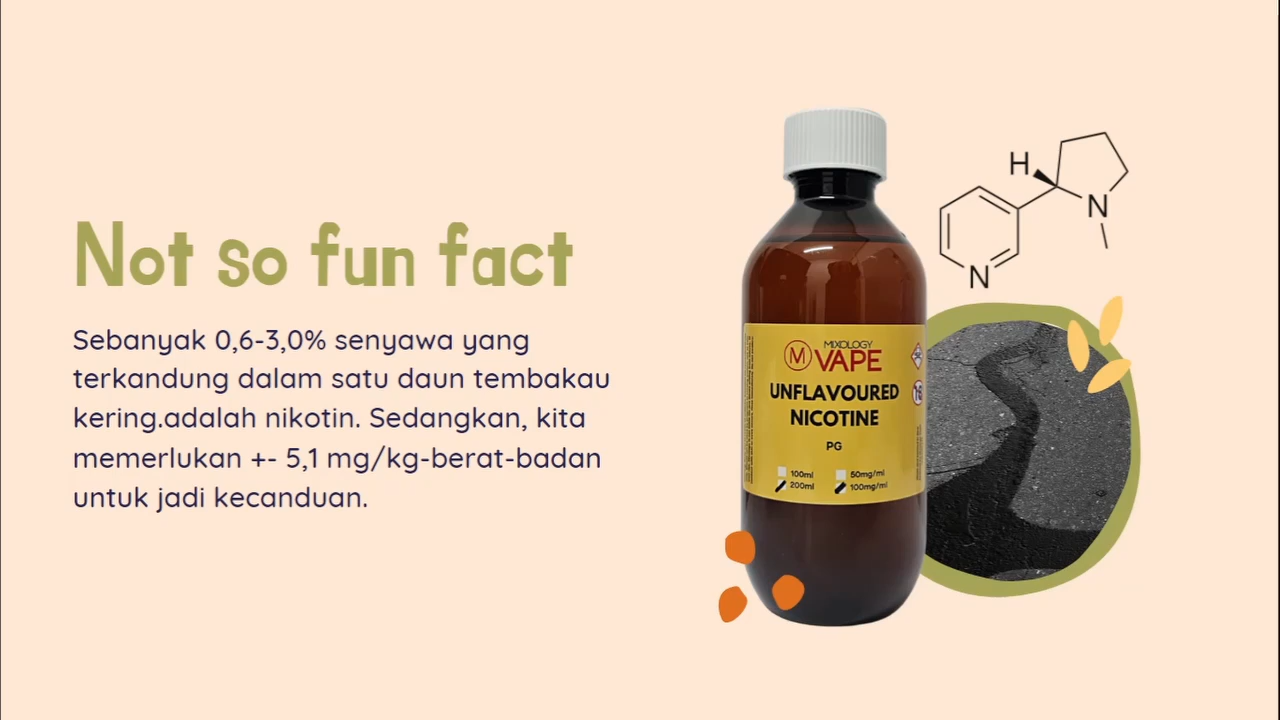 Not so fun fact
Sebanyak 0,6-3,0% senyawa yang
terkandung dalam satu daun tembakau
kering.adalah nikotin. Sedangkan, kita
memerlukan +- 5,1 mg/kg-berat-badan
untuk jadi kecanduan.
H
N
N
M
MIXOLOGY
VAPE
UNFLAVOURED
NICOTINE
PG
100ml 50mg/ml
200ml 100mg/ml